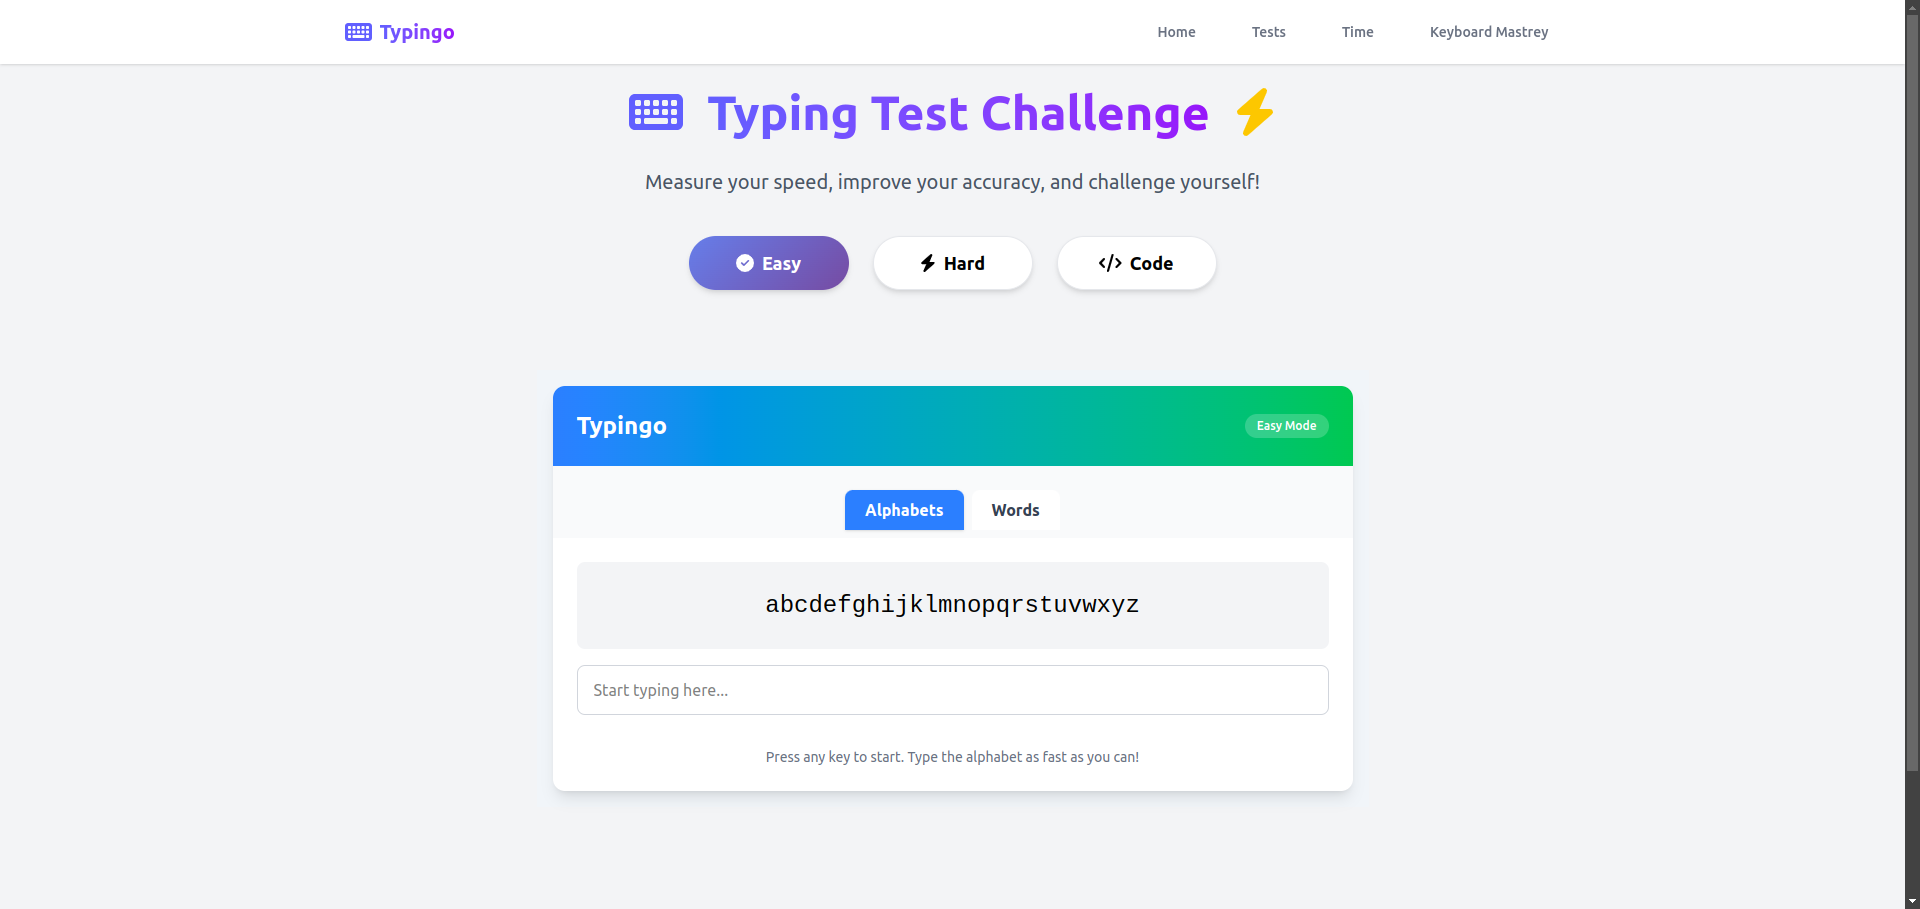 Typingo
Home
Tests
Time
Keyboard Mastrey
Typing Test Challenge
Measure your speed, improve your accuracy, and challenge yourself!
Easy
Hard
</> Code
Typingo
Easy Mode
Alphabets
Words
abcdefghijklmnopqrstuvwxyz
Start typing here...
Press any key to start. Type the alphabet as fast as you can!